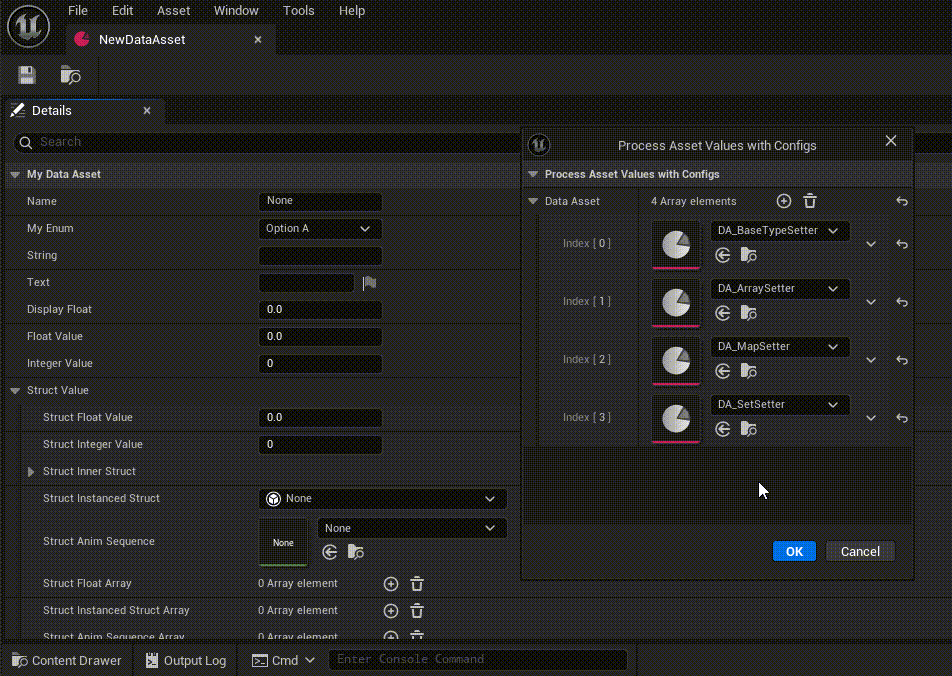 File Edit Asset Window Tools Help
NewDataAsset
Details
Search
My Data Asset
Name None
My Enum Option A
String
Text
Display Float 0.0
Float Value 0.0
Integer Value 0
Struct Value
Struct Float Value 0.0
Struct Integer Value 0
Struct Inner Struct
Struct Instanced Struct None
Struct Anim Sequence None None
Struct Float Array 0 Array element
Struct Instanced Struct Array 0 Array element
Struct Anim Sequence Array 0 Array element
Process Asset Values with Configs
Process Asset Values with Configs
Data Asset 4 Array elements
Index [ 0 ] DA_BaseTypeSetter
Index [ 1 ] DA_ArraySetter
Index [ 2 ] DA_MapSetter
Index [ 3 ] DA_SetSetter
OK Cancel
Content Drawer Output Log Cmd Enter Console Command